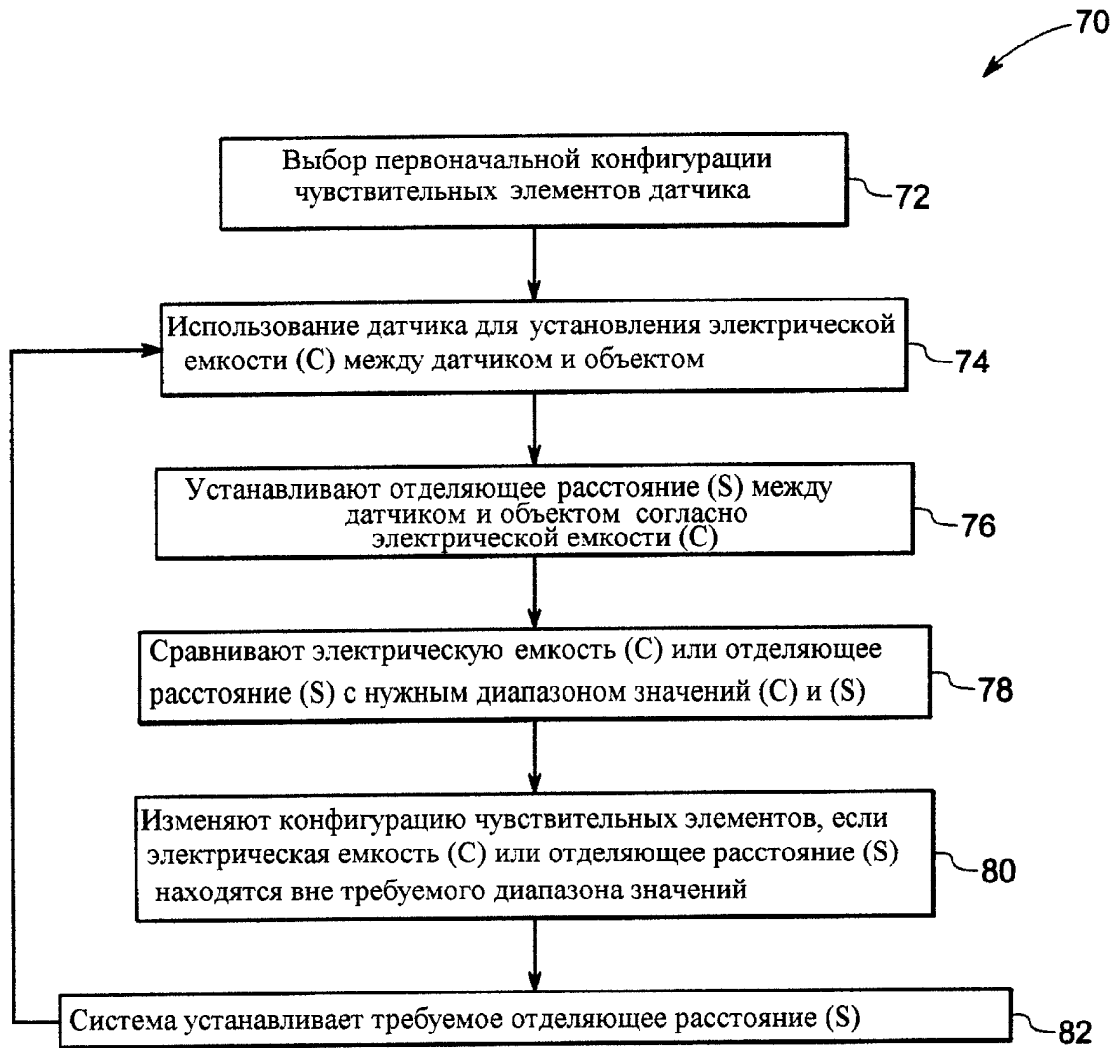 70
Выбор первоначальной конфигурации
чувствительных элементов датчика
72
Использование датчика для установления электрической
емкости (С) между датчиком и объектом
74
Устанавливают отделяющее расстояние (S) между
датчиком и объектом согласно
электрической емкости (С)
76
Сравнивают электрическую емкость (С) или отделяющее
расстояние (S) с нужным диапазоном значений (С) и (S)
78
Изменяют конфигурацию чувствительных элементов, если
электрическая емкость (С) или отделяющее расстояние (S)
находятся вне требуемого диапазона значений
80
Система устанавливает требуемое отделяющее расстояние (S)
82